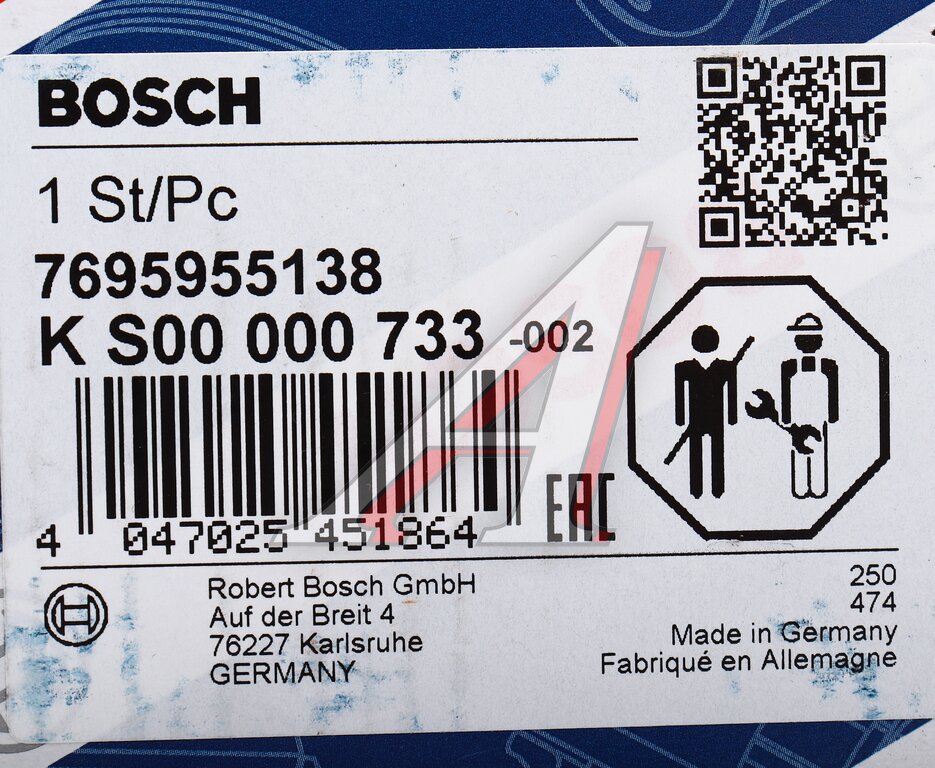 BOSCH
1 St/Pc
7695955138
K S00 000 733 -002
4 047025 451864
EAC
Robert Bosch GmbH
Auf der Breit 4
76227 Karlsruhe
GERMANY
250
474
Made in Germany
Fabriqué en Allemagne